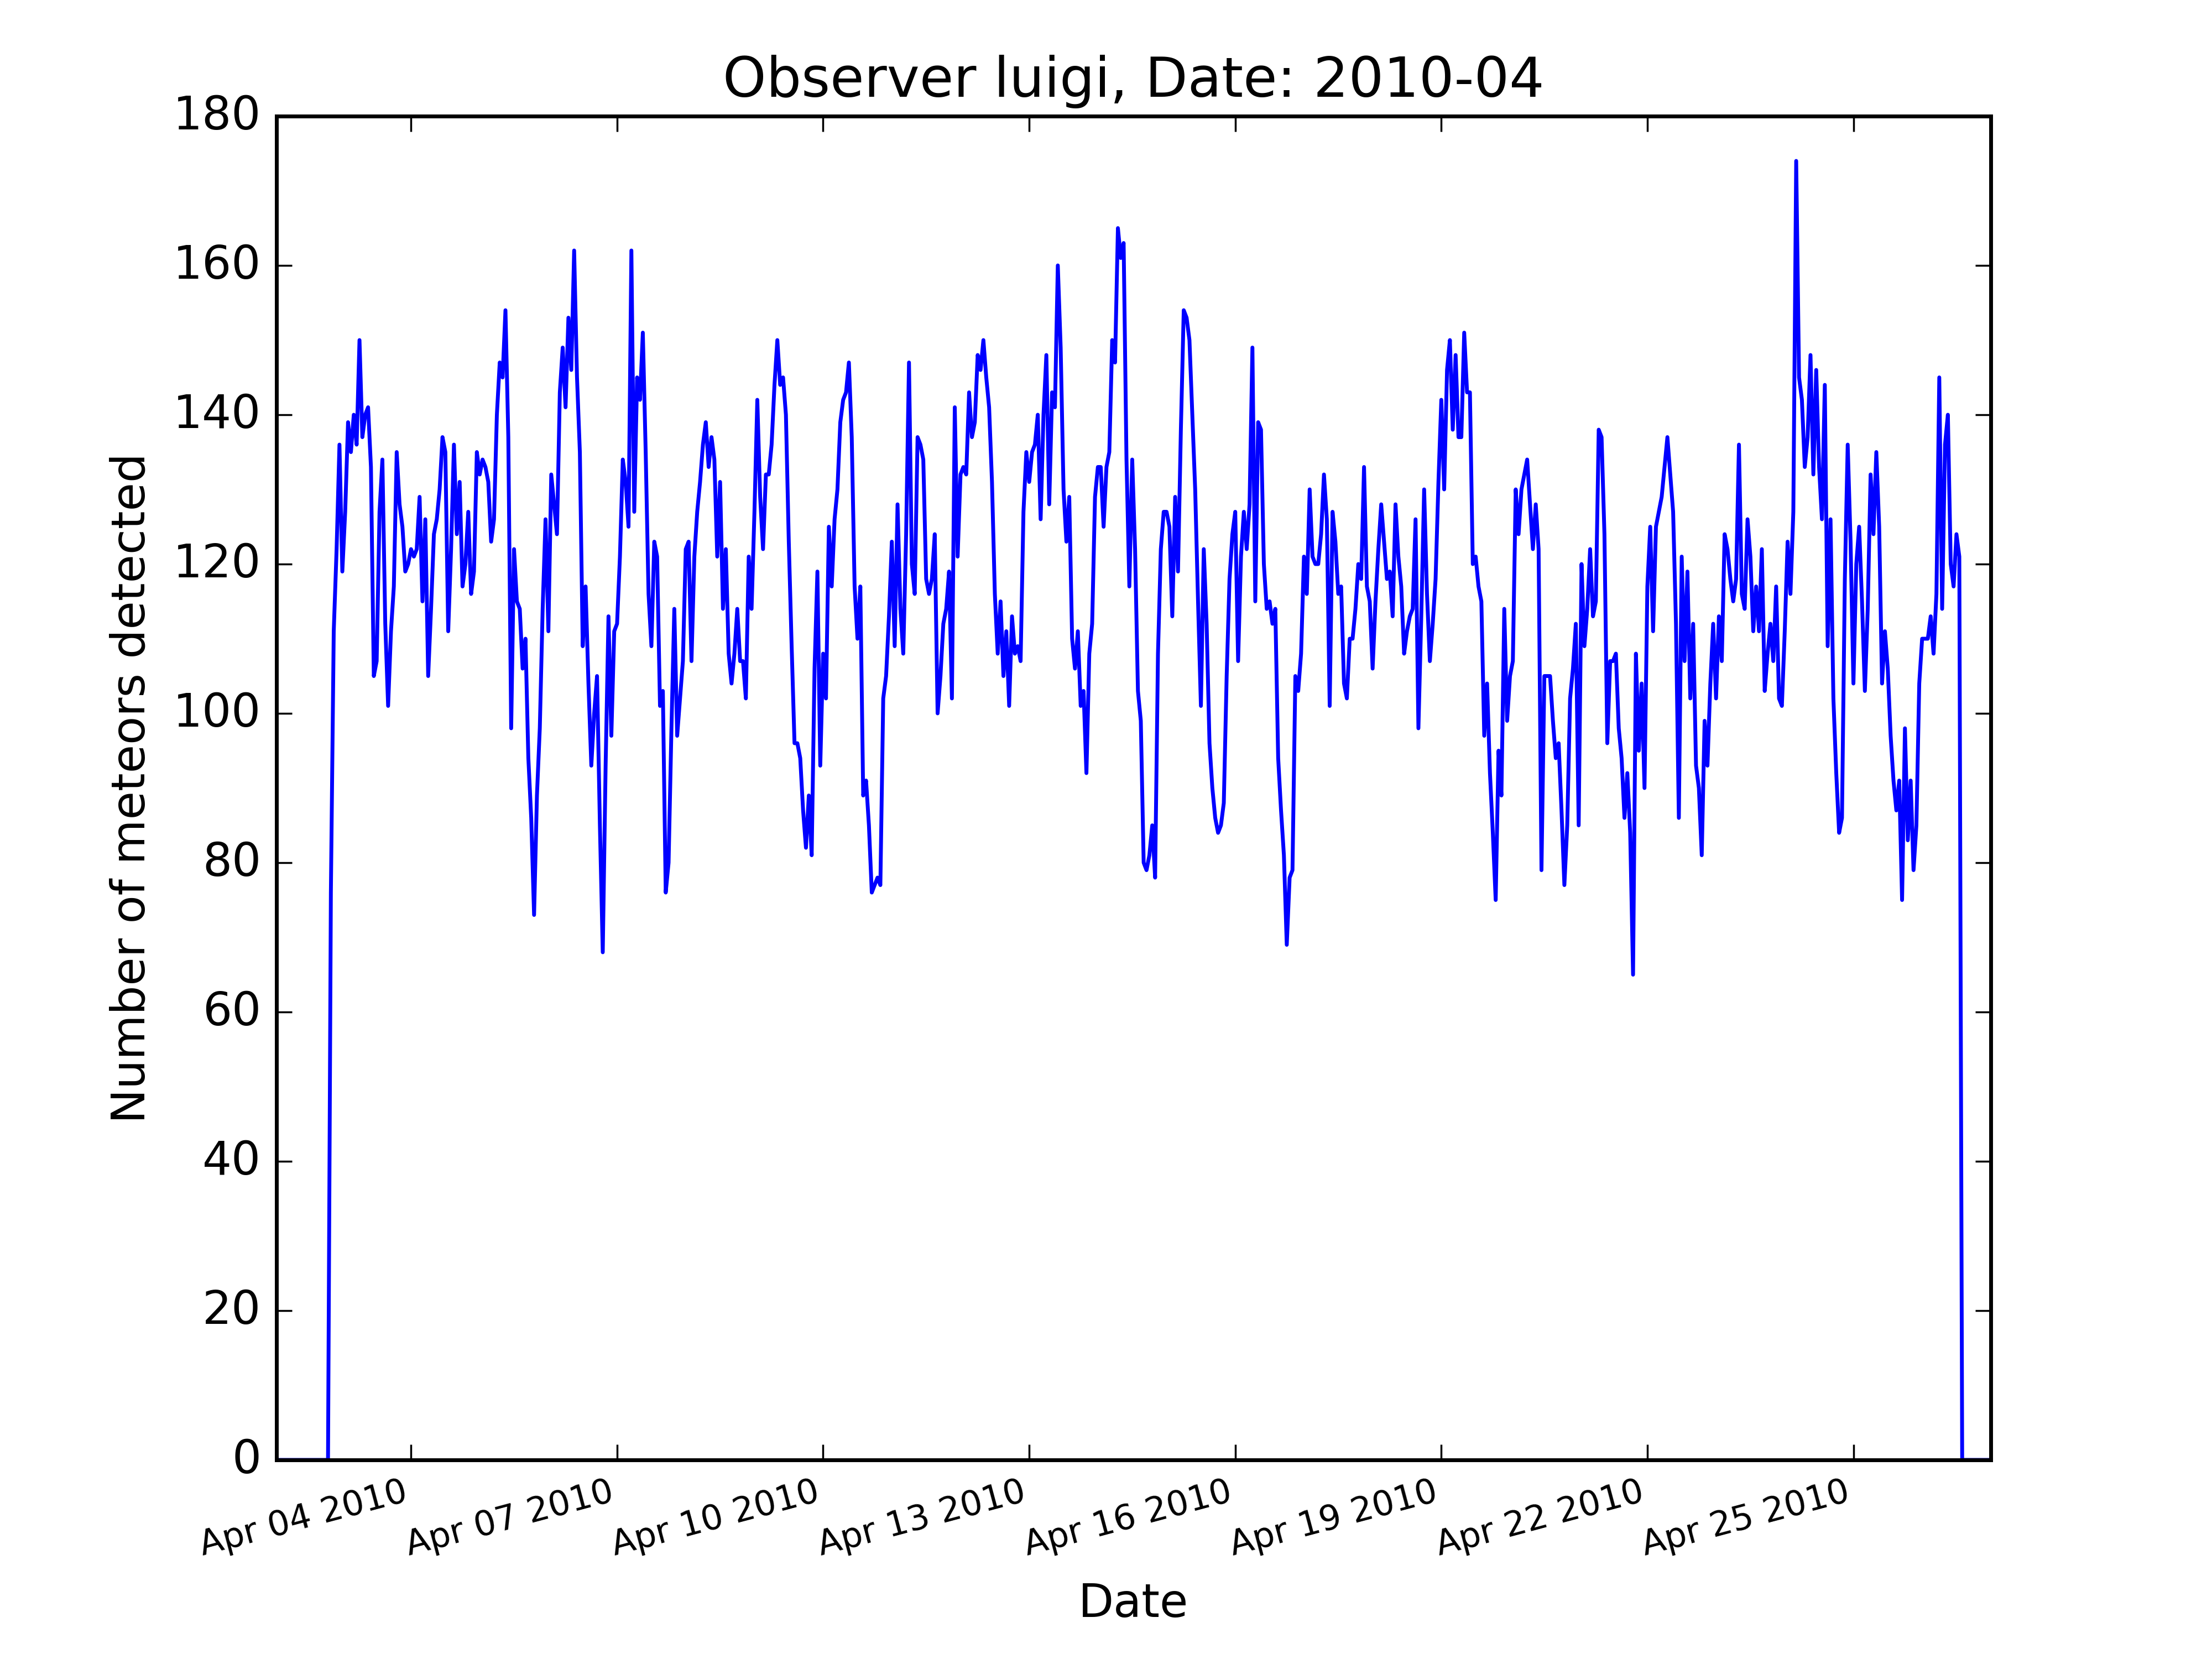 Observer luigi, Date: 2010-04
Number of meteors detected
180
160
140
120
100
80
60
40
20
0
Apr 04 2010
Apr 07 2010
Apr 10 2010
Apr 13 2010
Apr 16 2010
Apr 19 2010
Apr 22 2010
Apr 25 2010
Date